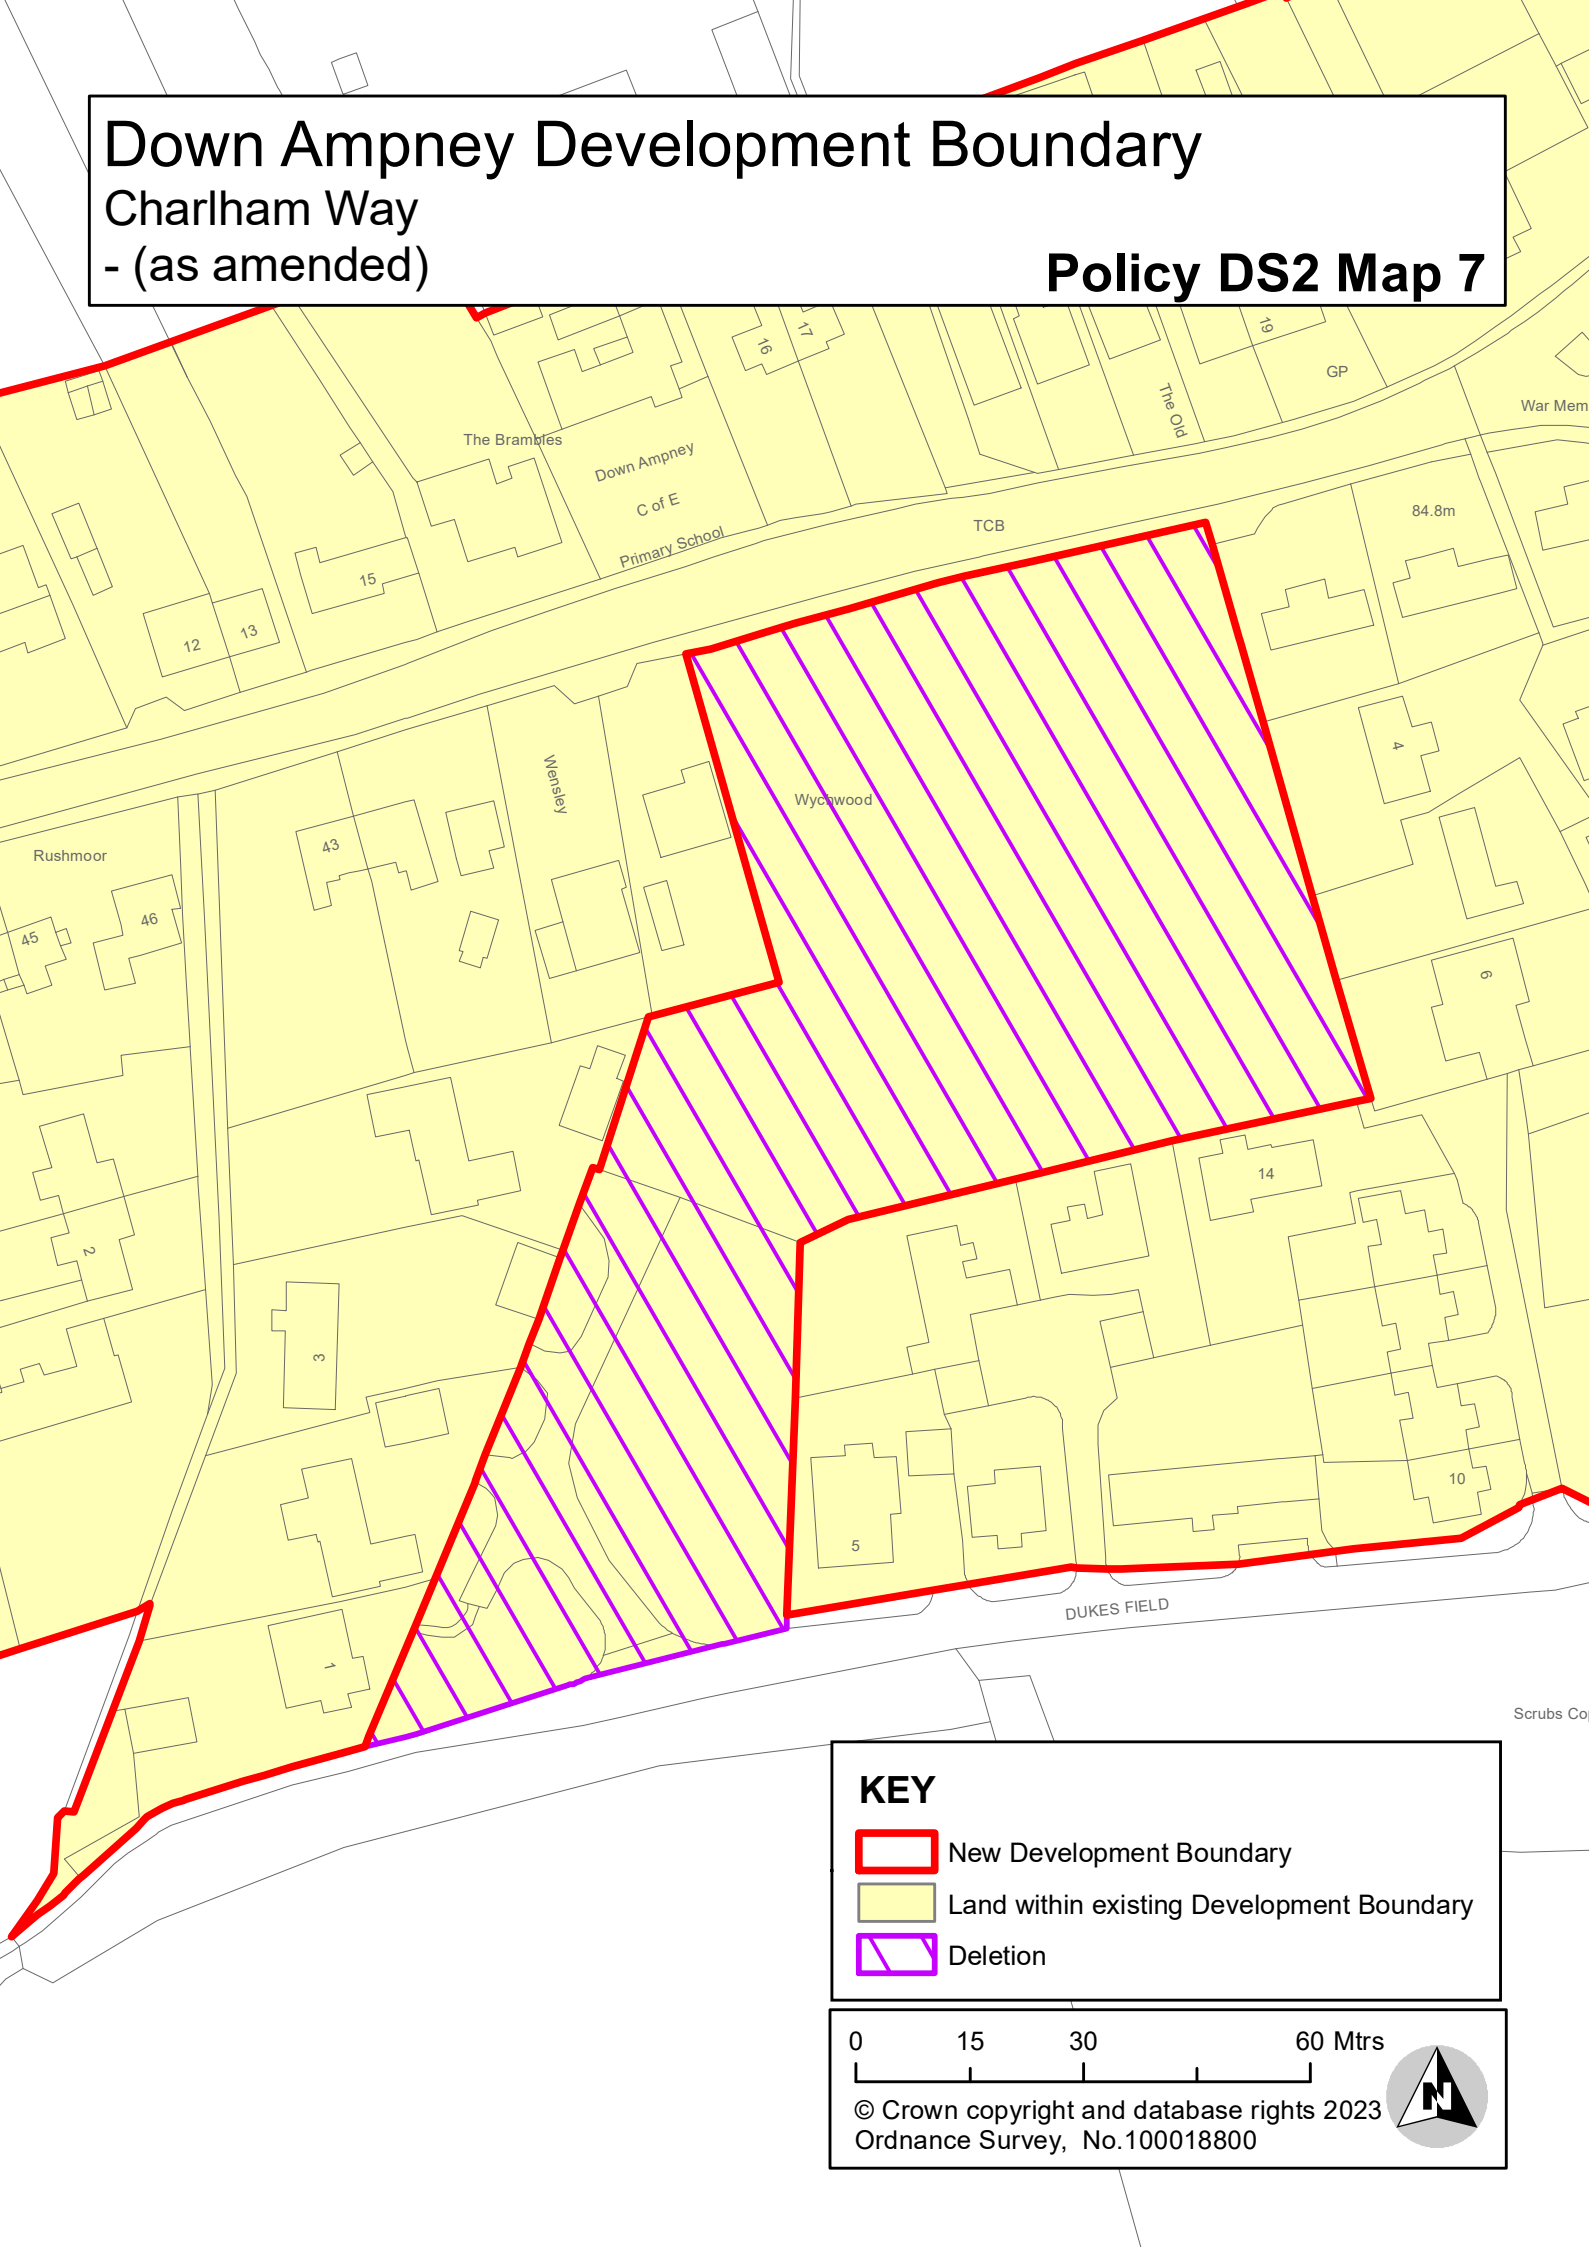 Down Ampney Development Boundary
Charlham Way
- (as amended)
Policy DS2 Map 7
16
17
19
GP
The Old
War Mem
The Brambles
Down Ampney
C of E
Primary School
TCB
84.8m
15
12
13
4
Wensley
Wychwood
43
Rushmoor
46
45
6
14
2
3
10
5
DUKES FIELD
1
Scrubs Co
KEY
New Development Boundary
Land within existing Development Boundary
Deletion
0 15 30 60 Mtrs
© Crown copyright and database rights 2023
Ordnance Survey, No.100018800
N